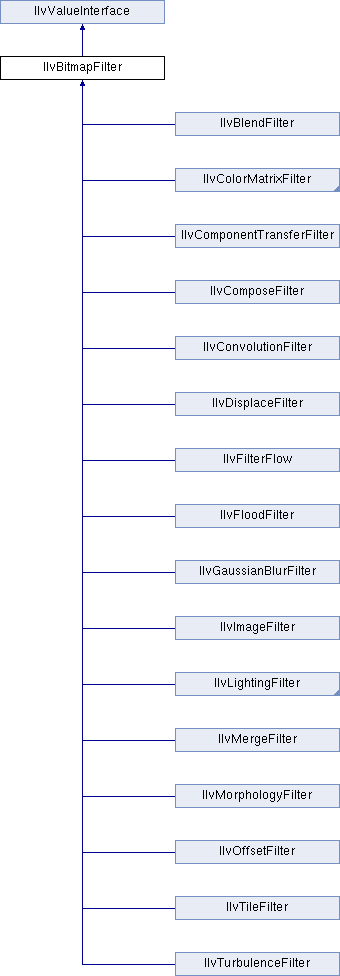 IlvValueInterface
IlvBitmapFilter
IlvBlendFilter
IlvColorMatrixFilter
IlvComponentTransferFilter
IlvComposeFilter
IlvConvolutionFilter
IlvDisplaceFilter
IlvFilterFlow
IlvFloodFilter
IlvGaussianBlurFilter
IlvImageFilter
IlvLightingFilter
IlvMergeFilter
IlvMorphologyFilter
IlvOffsetFilter
IlvTileFilter
IlvTurbulenceFilter